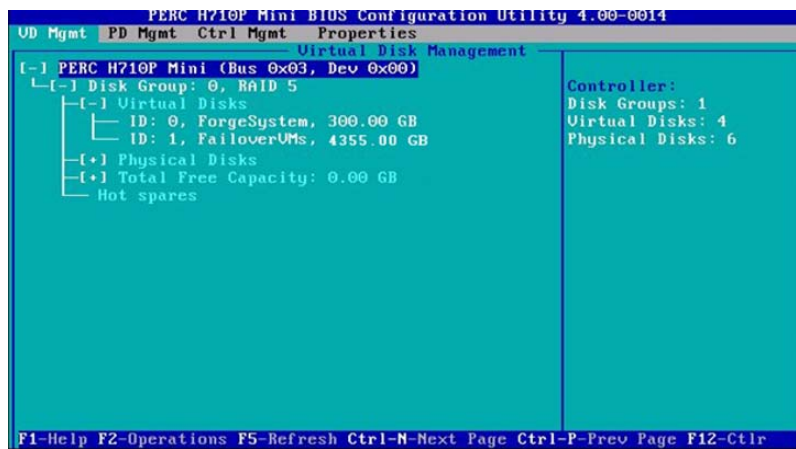 PERC H710P Mini BIOS Configuration Utility 4.00-0014
VD Mgmt PD Mgmt Ctrl Mgmt Properties
Virtual Disk Management
[-] PERC H710P Mini (Bus 0x03, Dev 0x00)
[-] Disk Group: 0, RAID 5
[-] Virtual Disks
ID: 0, ForgeSystem, 300.00 GB
ID: 1, FailoverVMs, 4355.00 GB
[+] Physical Disks
[+] Total Free Capacity: 0.00 GB
Hot spares
Controller:
Disk Groups: 1
Virtual Disks: 4
Physical Disks: 6
F1-Help F2-Operations F5-Refresh Ctrl-N-Next Page Ctrl-P-Prev Page F12-Ctlr